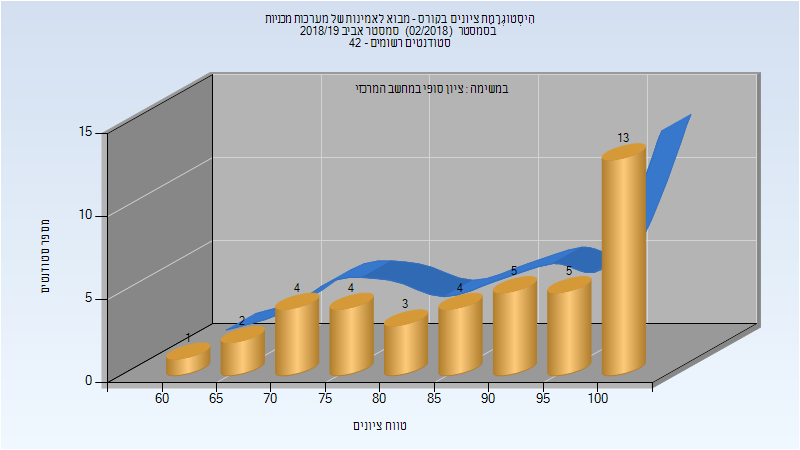 היסטוגרמת ציונים בקורס - מבוא לאמינות של מערכות מכניות
בסמסטר (02/2018) סמסטר אביב 2018/19
סטודנטים רשומים - 42
במשימה : ציון סופי במחשב המרכזי
מספר סטודנטים
15
10
5
0
1
2
4
4
3
4
5
5
13
60 65 70 75 80 85 90 95 100
טווח ציונים